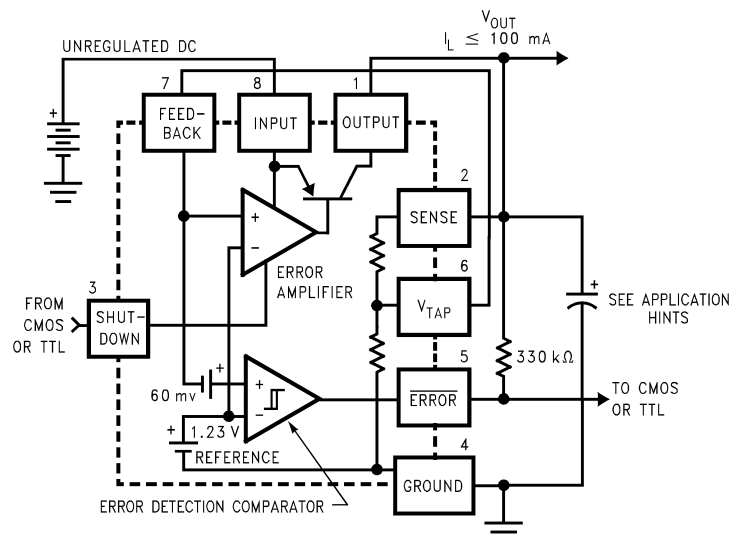 V_OUT
I_L ≤ 100 mA
UNREGULATED DC
7
8
1
+
FEED-
BACK
INPUT
OUTPUT
2
SENSE
+
−
ERROR
AMPLIFIER
6
V_TAP
+
SEE APPLICATION
HINTS
3
FROM
CMOS
OR TTL
SHUT-
DOWN
330 kΩ
5
ERROR
TO CMOS
OR TTL
60 mv
+
+
−
+
1.23 V
REFERENCE
4
GROUND
ERROR DETECTION COMPARATOR